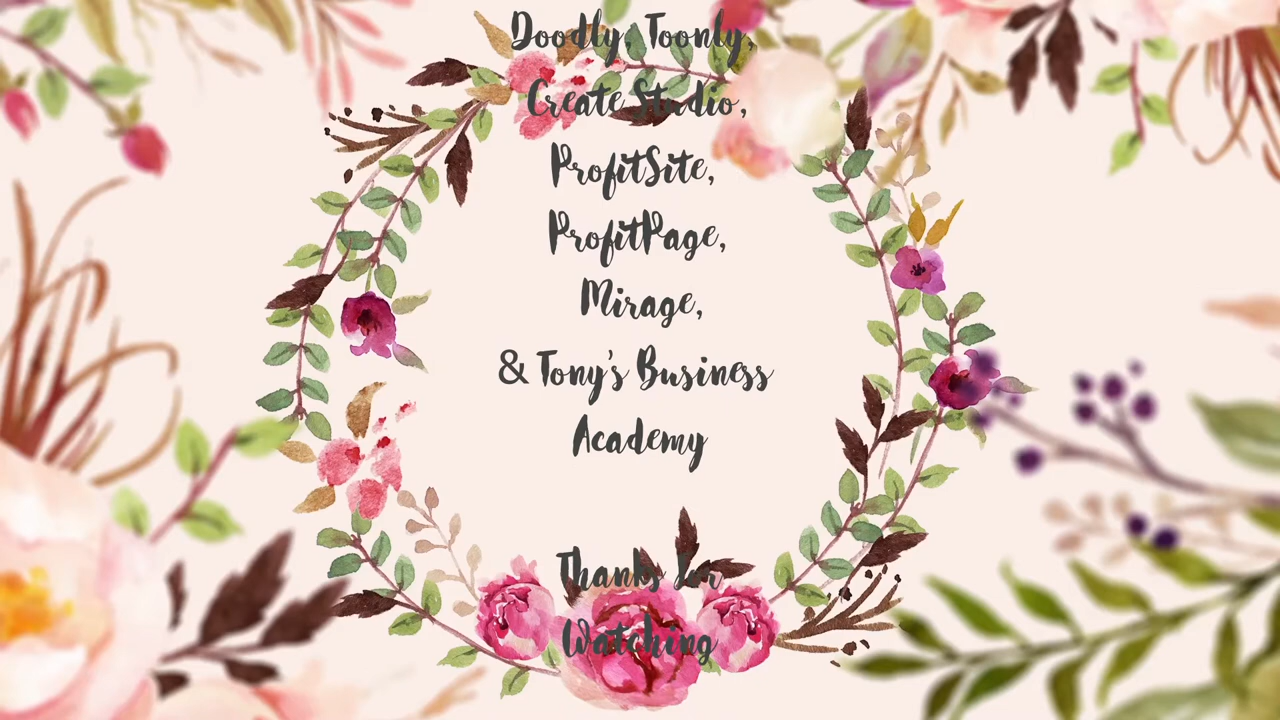 Doodly, Toonly,
Create Studio,
ProfitSite,
ProfitPage,
Mirage,
& Tony's Business
Academy
Thanks for
Watching